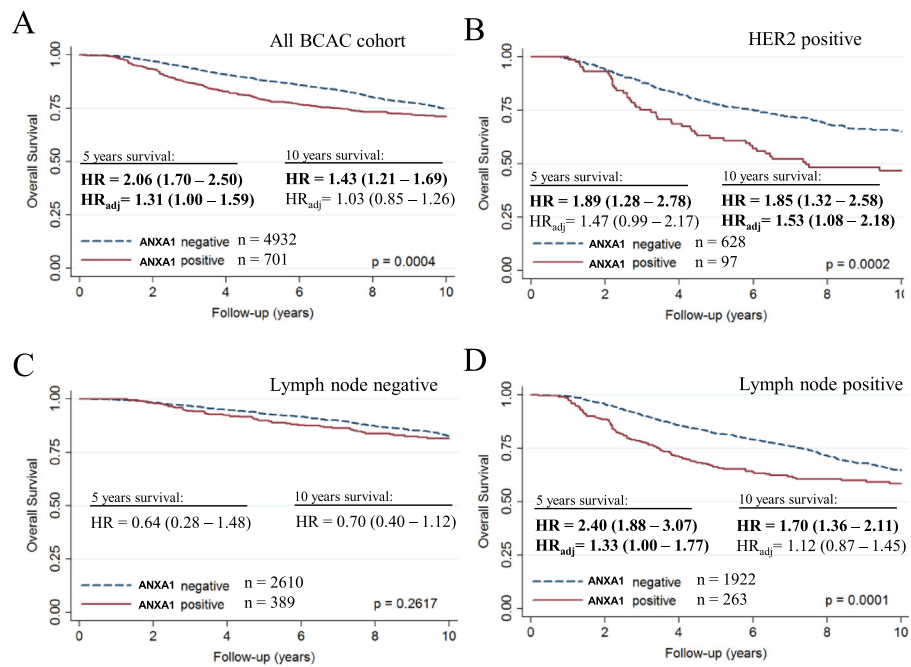 A
All BCAC cohort
Overall Survival
1.00
0.75
0.50
0.25
0.00
5 years survival:
HR = 2.06 (1.70 – 2.50)
HRadj = 1.31 (1.00 – 1.59)
10 years survival:
HR = 1.43 (1.21 – 1.69)
HRadj = 1.03 (0.85 – 1.26)
ANXA1 negative n = 4932
ANXA1 positive n = 701
p = 0.0004
0 2 4 6 8 10
Follow-up (years)
B
HER2 positive
Overall Survival
1.00
0.75
0.50
0.25
0.00
5 years survival:
HR = 1.89 (1.28 – 2.78)
HRadj = 1.47 (0.99 – 2.17)
10 years survival:
HR = 1.85 (1.32 – 2.58)
HRadj = 1.53 (1.08 – 2.18)
ANXA1 negative n = 628
ANXA1 positive n = 97
p = 0.0002
0 2 4 6 8 10
Follow-up (years)
C
Lymph node negative
Overall Survival
1.00
0.75
0.50
0.25
0.00
5 years survival:
HR = 0.64 (0.28 – 1.48)
10 years survival:
HR = 0.70 (0.40 – 1.12)
ANXA1 negative n = 2610
ANXA1 positive n = 389
p = 0.2617
0 2 4 6 8 10
Follow-up (years)
D
Lymph node positive
Overall Survival
1.00
0.75
0.50
0.25
0.00
5 years survival:
HR = 2.40 (1.88 – 3.07)
HRadj = 1.33 (1.00 – 1.77)
10 years survival:
HR = 1.70 (1.36 – 2.11)
HRadj = 1.12 (0.87 – 1.45)
ANXA1 negative n = 1922
ANXA1 positive n = 263
p = 0.0001
0 2 4 6 8 10
Follow-up (years)